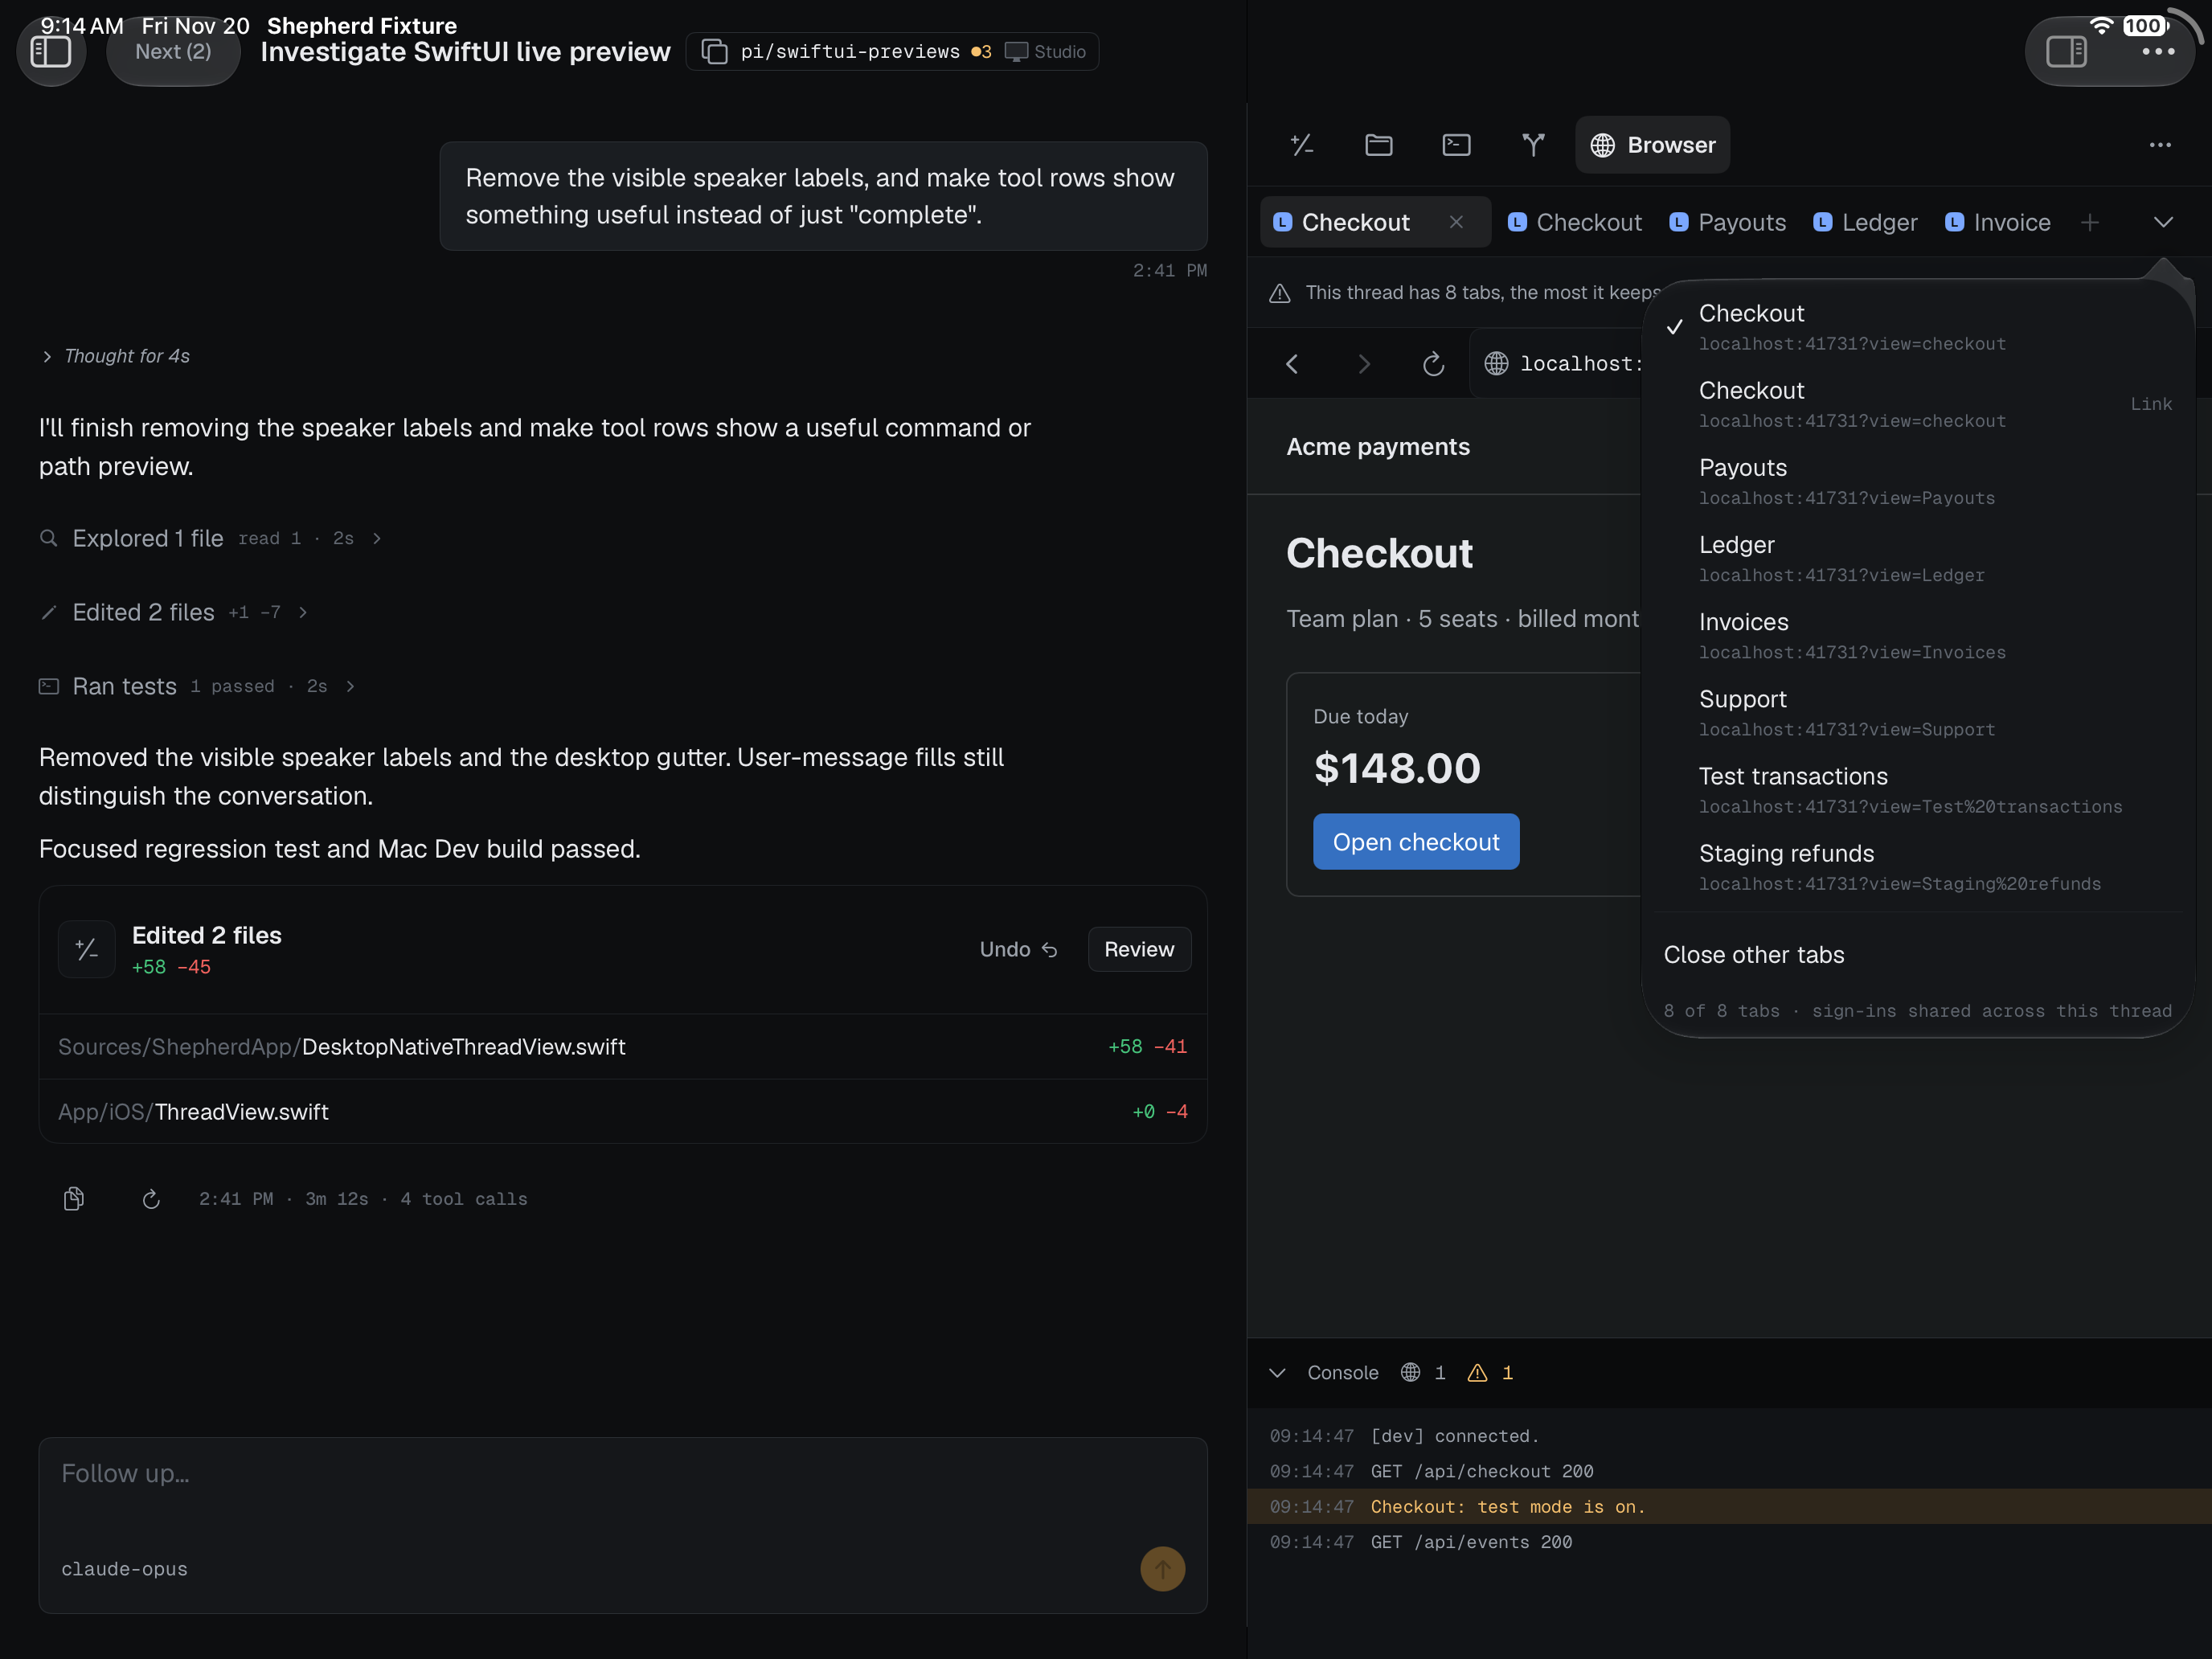 9:14 AM Fri Nov 20 Shepherd Fixture
100
Next (2)
Investigate SwiftUI live preview
pi/swiftui-previews 3 Studio
Remove the visible speaker labels, and make tool rows show
something useful instead of just "complete".
2:41 PM
Thought for 4s
I'll finish removing the speaker labels and make tool rows show a useful command or
path preview.
Explored 1 file read 1 · 2s
Edited 2 files +1 −7
Ran tests 1 passed · 2s
Removed the visible speaker labels and the desktop gutter. User-message fills still
distinguish the conversation.
Focused regression test and Mac Dev build passed.
Edited 2 files
+58 −45
Undo
Review
Sources/ShepherdApp/DesktopNativeThreadView.swift +58 −41
App/iOS/ThreadView.swift +0 −4
2:41 PM · 3m 12s · 4 tool calls
Follow up…
claude-opus
Browser
L Checkout
L Checkout
L Payouts
L Ledger
L Invoice
This thread has 8 tabs, the most it keeps
localhost:
Acme payments
Checkout
Team plan · 5 seats · billed mont
Due today
$148.00
Open checkout
Checkout
localhost:41731?view=checkout
Checkout
localhost:41731?view=checkout
Link
Payouts
localhost:41731?view=Payouts
Ledger
localhost:41731?view=Ledger
Invoices
localhost:41731?view=Invoices
Support
localhost:41731?view=Support
Test transactions
localhost:41731?view=Test%20transactions
Staging refunds
localhost:41731?view=Staging%20refunds
Close other tabs
8 of 8 tabs · sign-ins shared across this thread
Console 1 1
09:14:47 [dev] connected.
09:14:47 GET /api/checkout 200
09:14:47 Checkout: test mode is on.
09:14:47 GET /api/events 200